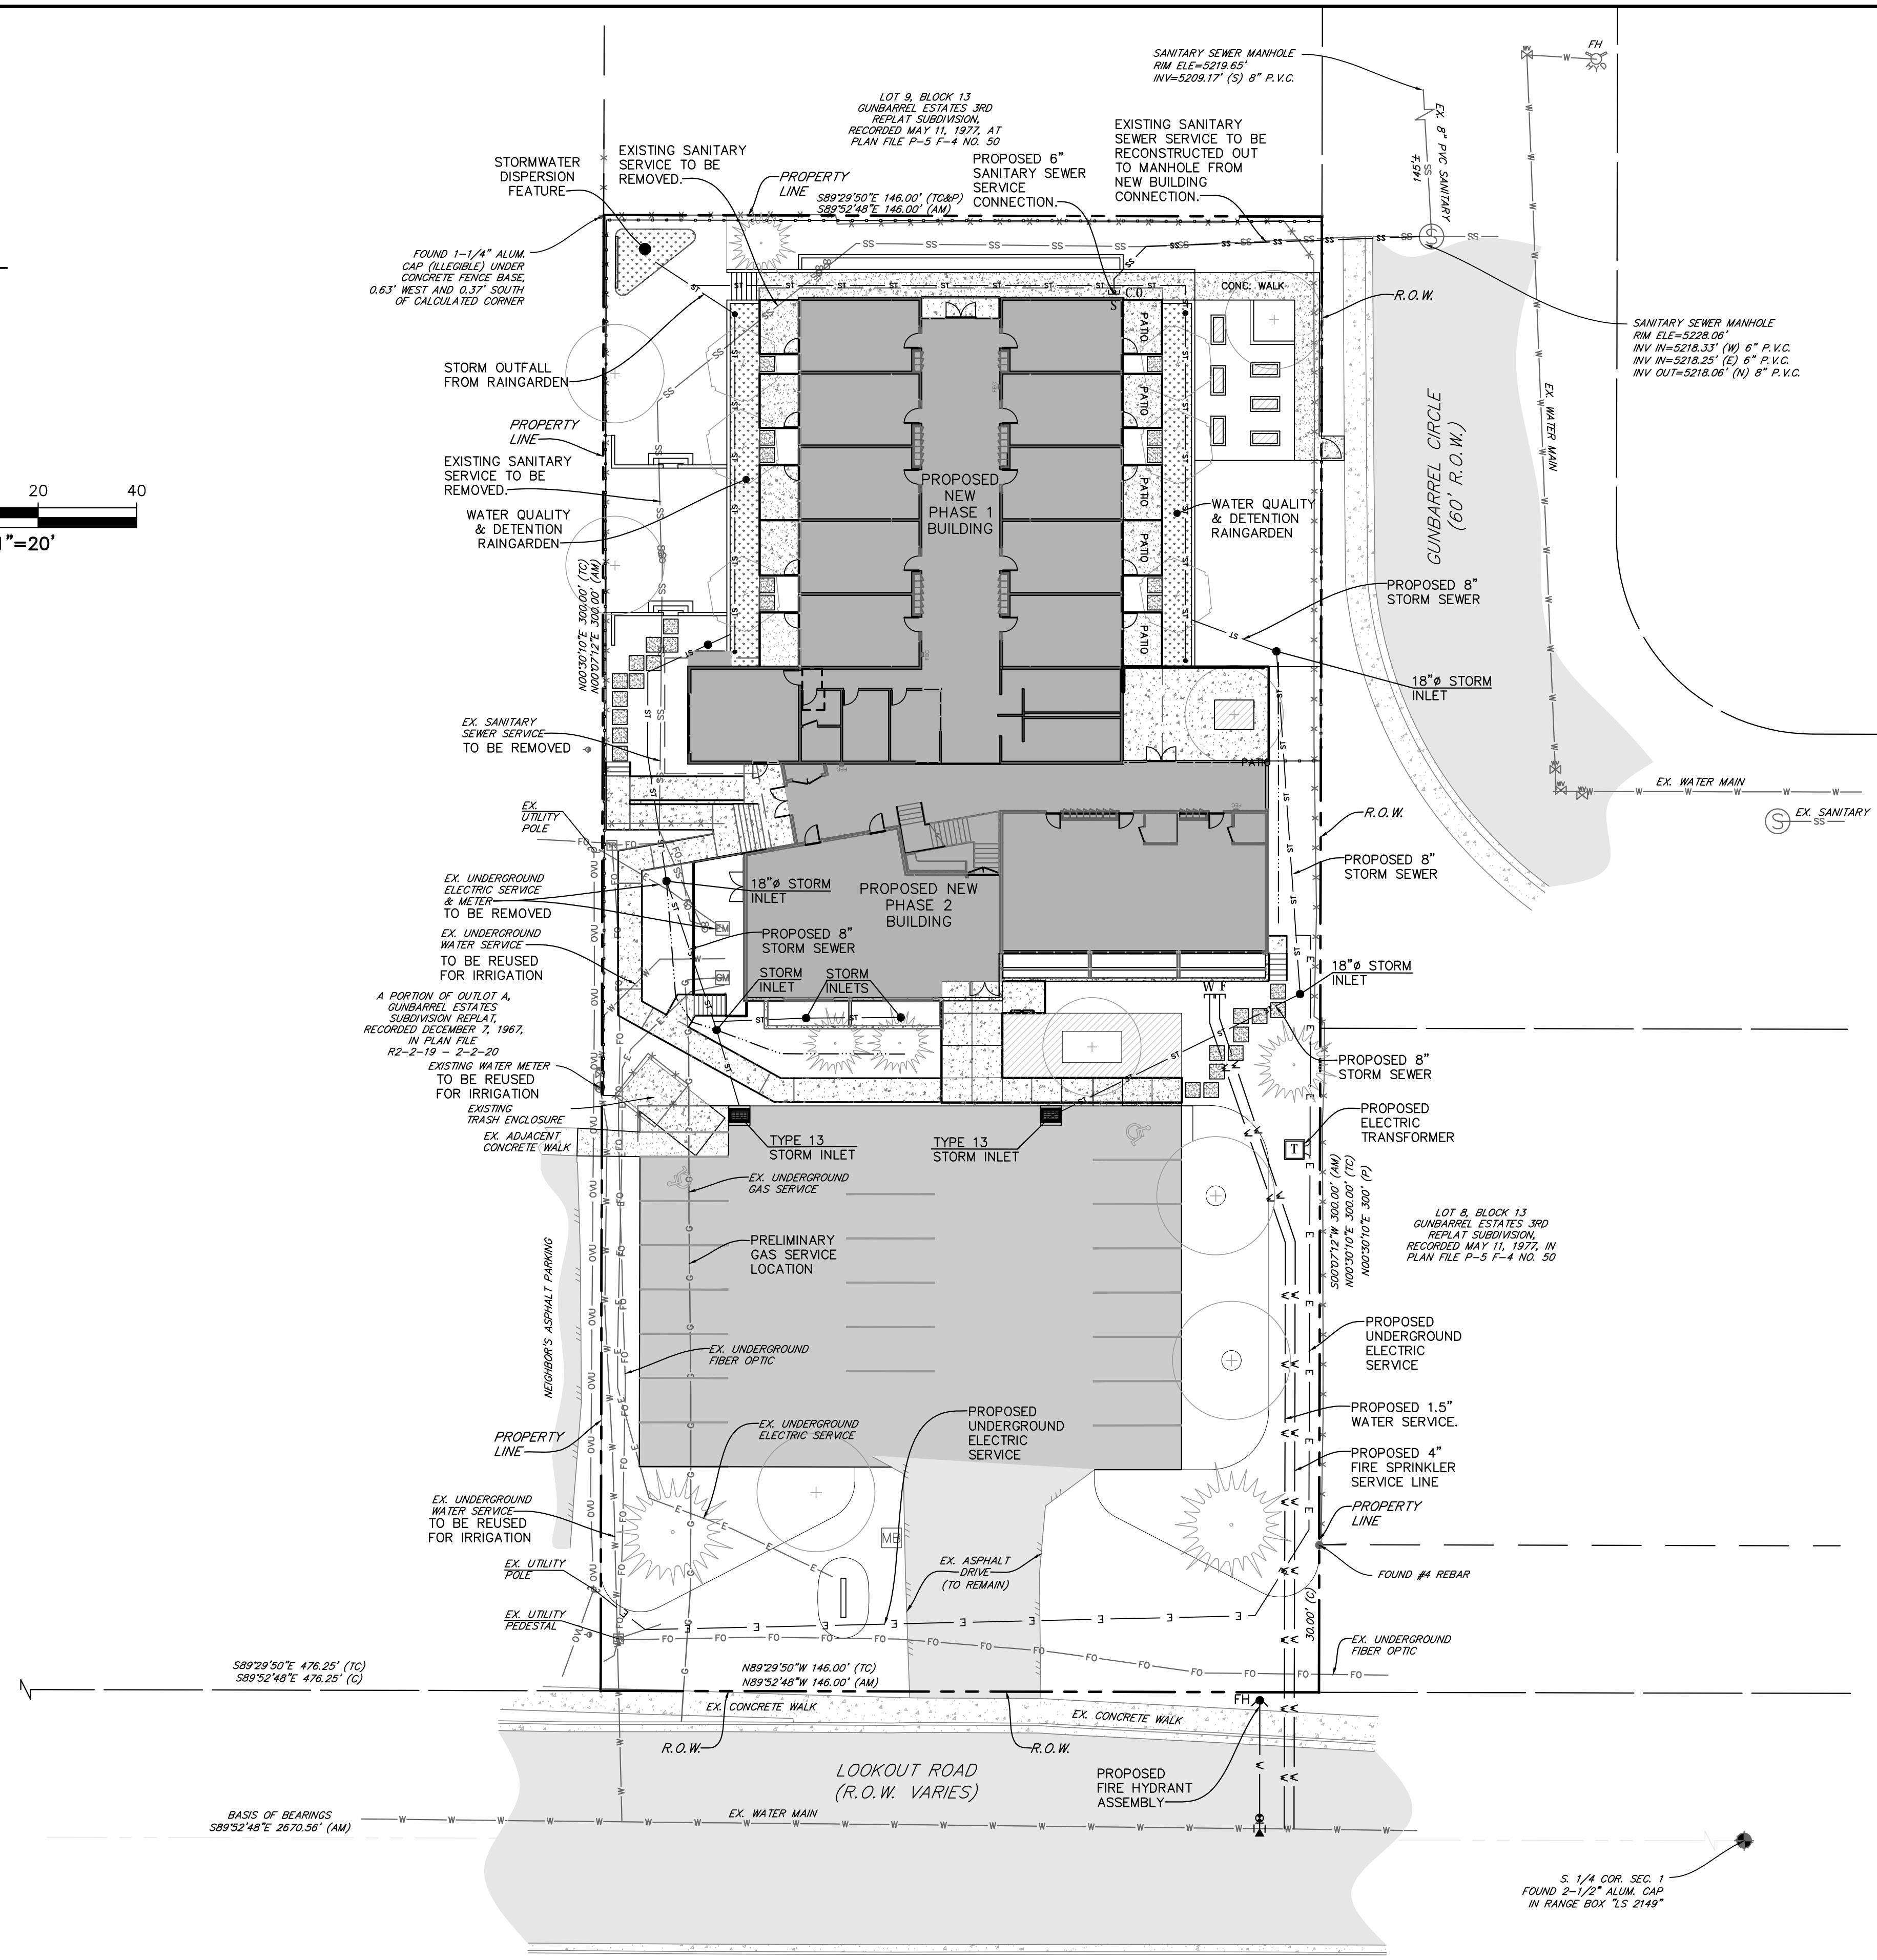 SANITARY SEWER MANHOLE
RIM ELE=5219.65'
INV=5209.17' (S) 8" P.V.C.
FH
WV
W
EX. 8" PVC SANITARY
SS
LOT 9, BLOCK 13
GUNBARREL ESTATES 3RD
REPLAT SUBDIVISION,
RECORDED MAY 11, 1977, AT
PLAN FILE P-5 F-4 NO. 50
EXISTING SANITARY
SEWER SERVICE TO BE
RECONSTRUCTED OUT
TO MANHOLE FROM
NEW BUILDING
CONNECTION.
PROPOSED 6"
SANITARY SEWER
SERVICE
CONNECTION.
EXISTING SANITARY
SERVICE TO BE
REMOVED.
STORMWATER
DISPERSION
FEATURE
PROPERTY
LINE
S89°29'50"E 146.00' (TC&P)
S89°52'48"E 146.00' (AM)
FOUND 1-1/4" ALUM.
CAP (ILLEGIBLE) UNDER
CONCRETE FENCE BASE,
0.63' WEST AND 0.37' SOUTH
OF CALCULATED CORNER
CONC. WALK
C.O.
S
R.O.W.
SANITARY SEWER MANHOLE
RIM ELE=5228.06'
INV IN=5218.33' (W) 6" P.V.C.
INV IN=5218.25' (E) 6" P.V.C.
INV OUT=5218.06' (N) 8" P.V.C.
STORM OUTFALL
FROM RAINGARDEN
EX. WATER MAIN
GUNBARREL CIRCLE
(60' R.O.W.)
PROPERTY
LINE
EXISTING SANITARY
SERVICE TO BE
REMOVED.
WATER QUALITY
& DETENTION
RAINGARDEN
20 40
1"=20'
PROPOSED
NEW
PHASE 1
BUILDING
PATIO
PATIO
PATIO
PATIO
PATIO
WATER QUALITY
& DETENTION
RAINGARDEN
N00°30'10"E 300.00' (TC)
N00°07'12"E 300.00' (AM)
PROPOSED 8"
STORM SEWER
18"ø STORM
INLET
EX. SANITARY
SEWER SERVICE
TO BE REMOVED
PATIO
EX. WATER MAIN
EX. SANITARY
EX.
UTILITY
POLE
R.O.W.
PROPOSED 8"
STORM SEWER
EX. UNDERGROUND
ELECTRIC SERVICE
& METER
TO BE REMOVED
18"ø STORM
INLET
PROPOSED NEW
PHASE 2
BUILDING
EM
EX. UNDERGROUND
WATER SERVICE
TO BE REUSED
FOR IRRIGATION
PROPOSED 8"
STORM SEWER
GM
STORM
INLET
STORM
INLETS
18"ø STORM
INLET
W F
A PORTION OF OUTLOT A,
GUNBARREL ESTATES
SUBDIVISION REPLAT,
RECORDED DECEMBER 7, 1967,
IN PLAN FILE
R2-2-19 - 2-2-20
EXISTING WATER METER
TO BE REUSED
FOR IRRIGATION
EXISTING
TRASH ENCLOSURE
EX. ADJACENT
CONCRETE WALK
PROPOSED 8"
STORM SEWER
PROPOSED
ELECTRIC
TRANSFORMER
T
TYPE 13
STORM INLET
TYPE 13
STORM INLET
EX. UNDERGROUND
GAS SERVICE
S00°07'12"W 300.00' (AM)
N00°30'10"E 300.00' (TC)
N00°30'10"E 300' (P)
LOT 8, BLOCK 13
GUNBARREL ESTATES 3RD
REPLAT SUBDIVISION,
RECORDED MAY 11, 1977, IN
PLAN FILE P-5 F-4 NO. 50
PRELIMINARY
GAS SERVICE
LOCATION
NEIGHBOR'S ASPHALT PARKING
EX. UNDERGROUND
FIBER OPTIC
PROPOSED
UNDERGROUND
ELECTRIC
SERVICE
PROPOSED
UNDERGROUND
ELECTRIC
SERVICE
PROPOSED 1.5"
WATER SERVICE.
EX. UNDERGROUND
ELECTRIC SERVICE
PROPERTY
LINE
PROPOSED 4"
FIRE SPRINKLER
SERVICE LINE
EX. UNDERGROUND
WATER SERVICE
TO BE REUSED
FOR IRRIGATION
PROPERTY
LINE
MB
EX. UTILITY
POLE
EX. ASPHALT
DRIVE
(TO REMAIN)
FOUND #4 REBAR
30.00' (C)
EX. UTILITY
PEDESTAL
EX. UNDERGROUND
FIBER OPTIC
S89°29'50"E 476.25' (TC)
S89°52'48"E 476.25' (C)
N89°29'50"W 146.00' (TC)
N89°52'48"W 146.00' (AM)
FH
EX. CONCRETE WALK
EX. CONCRETE WALK
R.O.W.
R.O.W.
LOOKOUT ROAD
(R.O.W. VARIES)
PROPOSED
FIRE HYDRANT
ASSEMBLY
BASIS OF BEARINGS
S89°52'48"E 2670.56' (AM)
EX. WATER MAIN
S. 1/4 COR. SEC. 1
FOUND 2-1/2" ALUM. CAP
IN RANGE BOX "LS 2149"